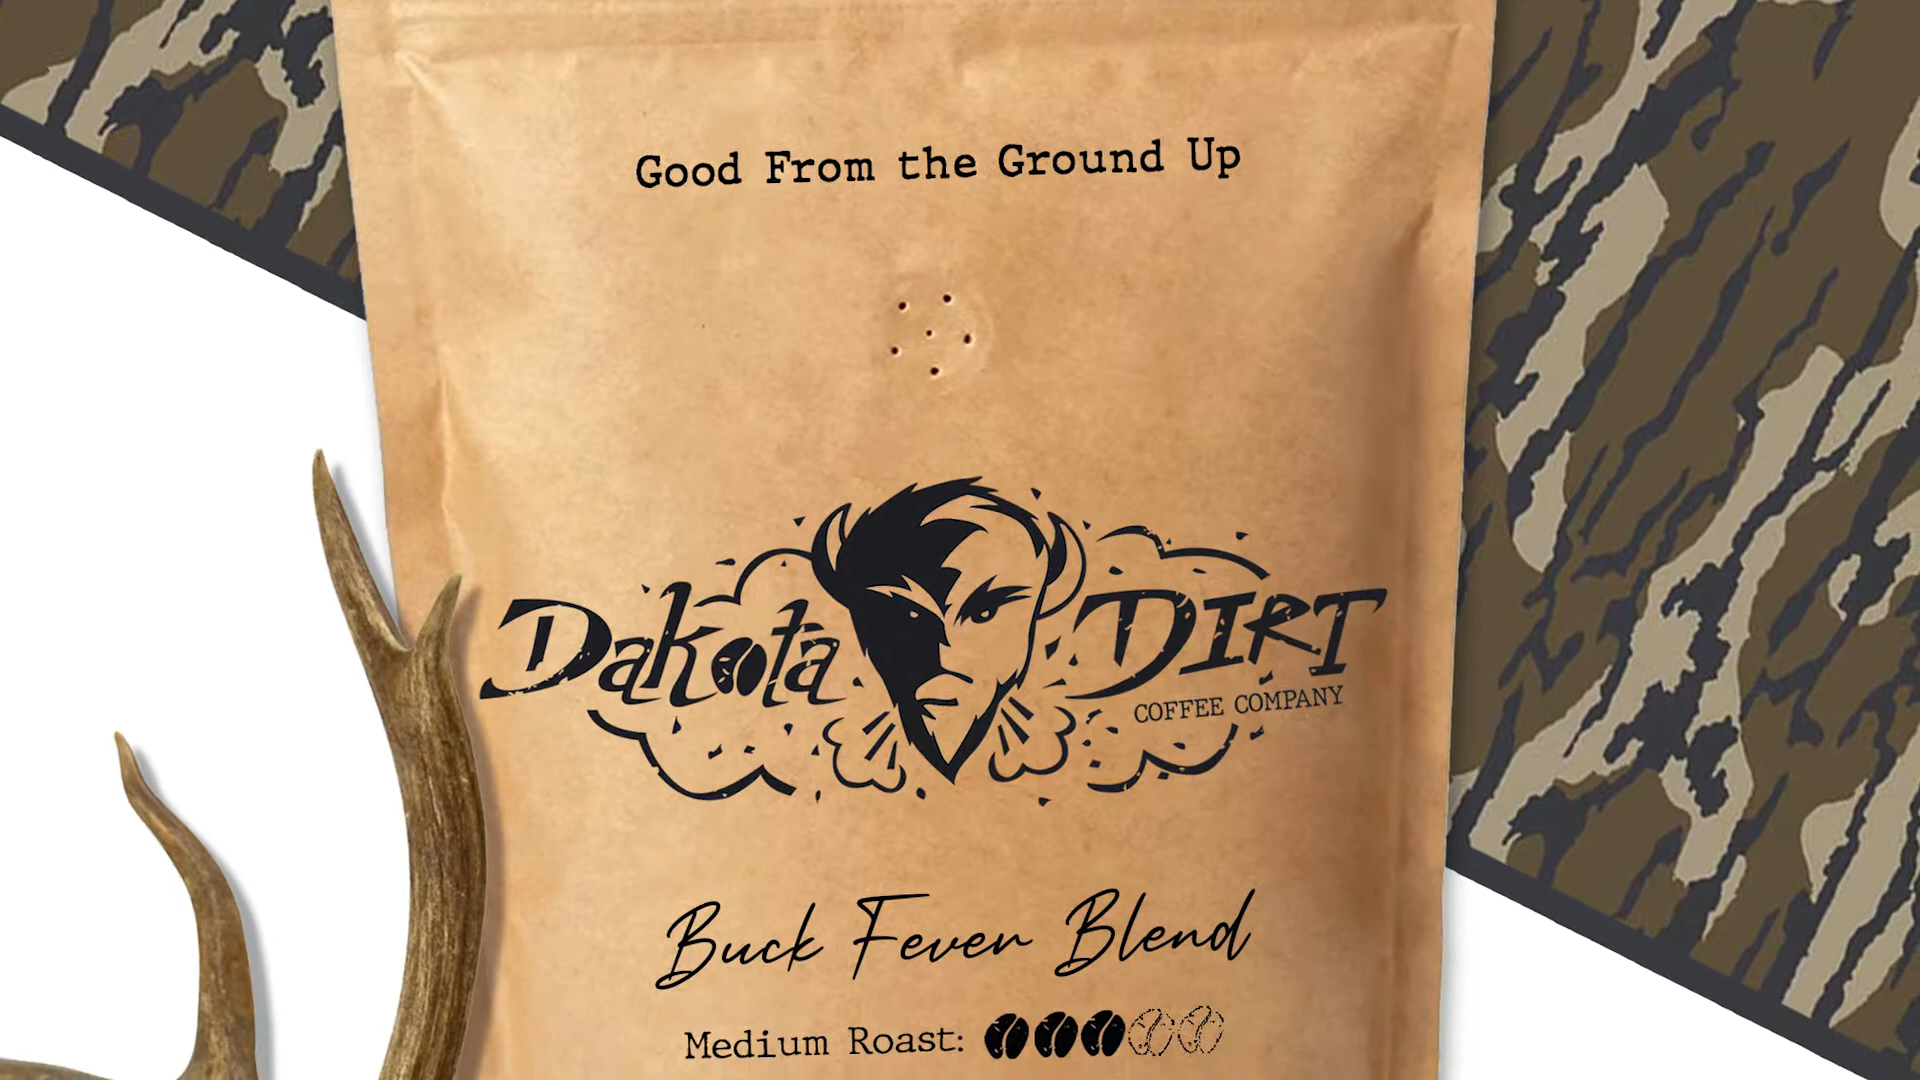 Good From the Ground Up
Dakota DIRT
COFFEE COMPANY
Buck Fever Blend
Medium Roast: